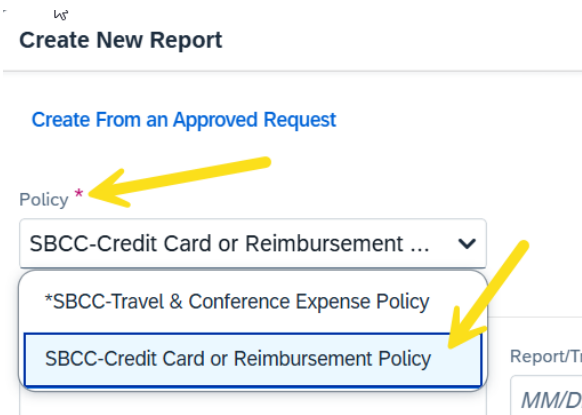 Create New Report
Create From an Approved Request
Policy *
SBCC-Credit Card or Reimbursement ...
*SBCC-Travel & Conference Expense Policy
SBCC-Credit Card or Reimbursement Policy
Report/Tr
MM/D